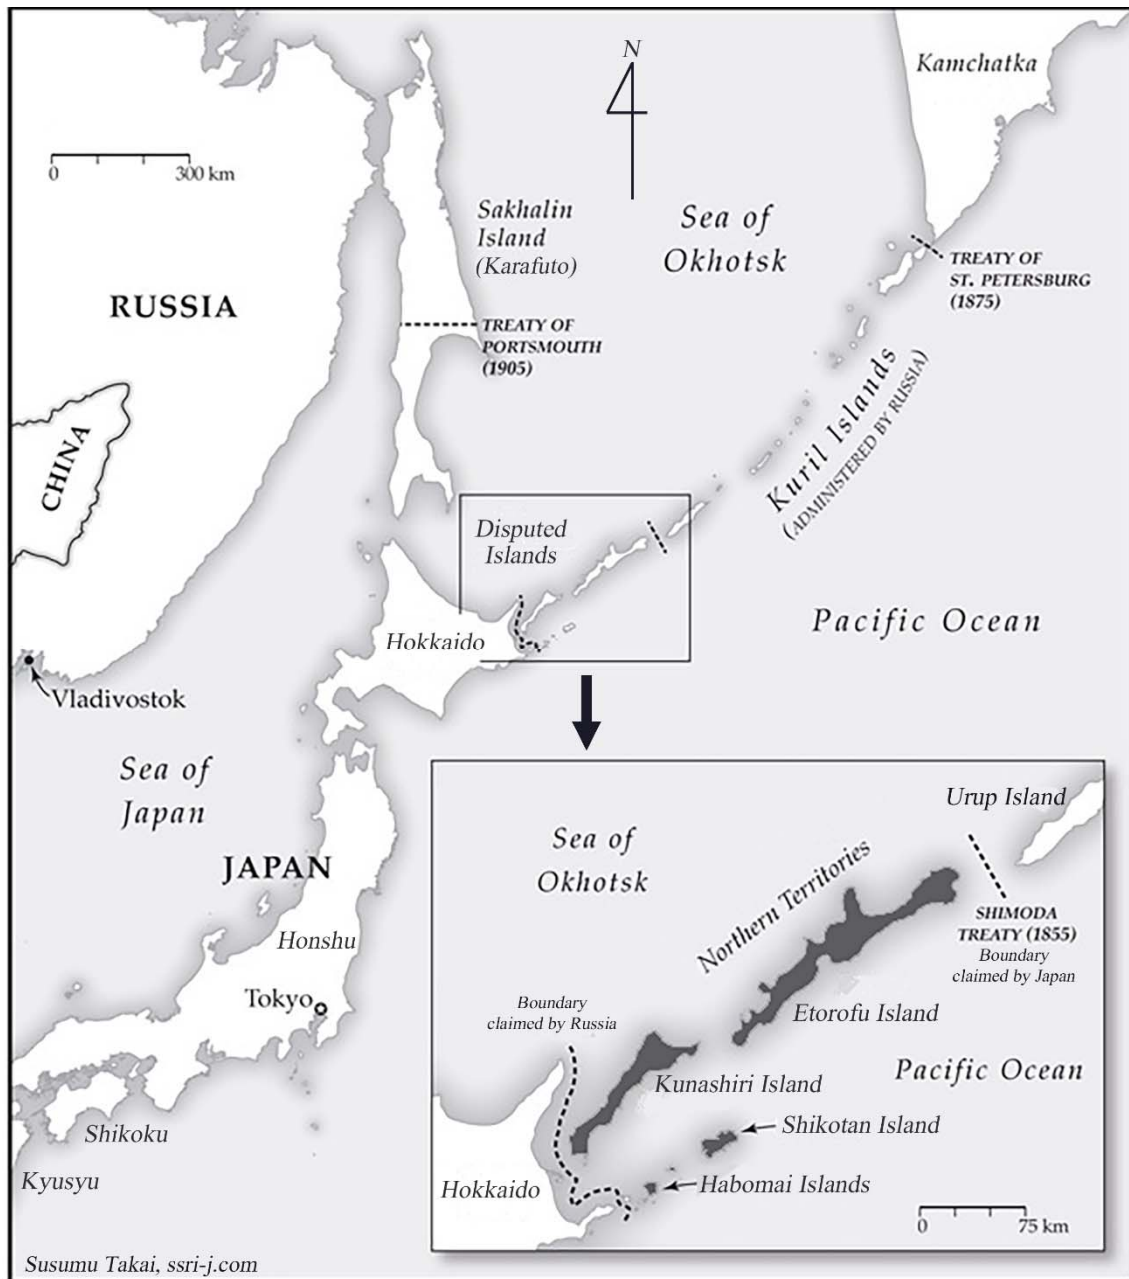 N
Kamchatka
0 300 km
Sakhalin
Island
(Karafuto)
Sea of
Okhotsk
TREATY OF
ST. PETERSBURG
(1875)
RUSSIA
TREATY OF
PORTSMOUTH
(1905)
Kuril Islands
(ADMINISTERED BY RUSSIA)
CHINA
Disputed
Islands
Hokkaido
Pacific Ocean
Vladivostok
Sea of
Japan
JAPAN
Honshu
Tokyo
Shikoku
Kyusyu
Urup Island
Sea of
Okhotsk
Northern Territories
SHIMODA
TREATY (1855)
Boundary
claimed by Japan
Etorofu Island
Boundary
claimed by Russia
Pacific Ocean
Kunashiri Island
Shikotan Island
Habomai Islands
Hokkaido
0 75 km
Susumu Takai, ssri-j.com